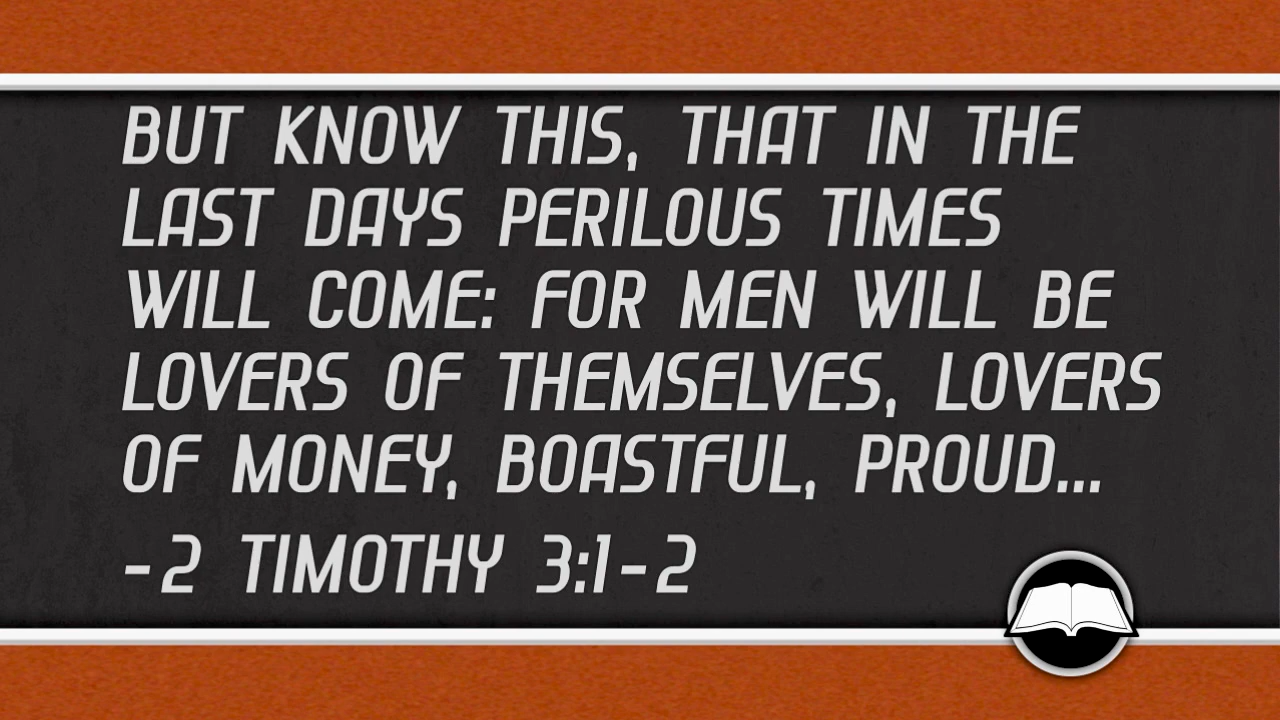 BUT KNOW THIS, THAT IN THE
LAST DAYS PERILOUS TIMES
WILL COME: FOR MEN WILL BE
LOVERS OF THEMSELVES, LOVERS
OF MONEY, BOASTFUL, PROUD...
-2 TIMOTHY 3:1-2